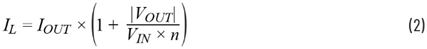 I_L = I_OUT × (1 + |V_OUT| / (V_IN × n)) (2)